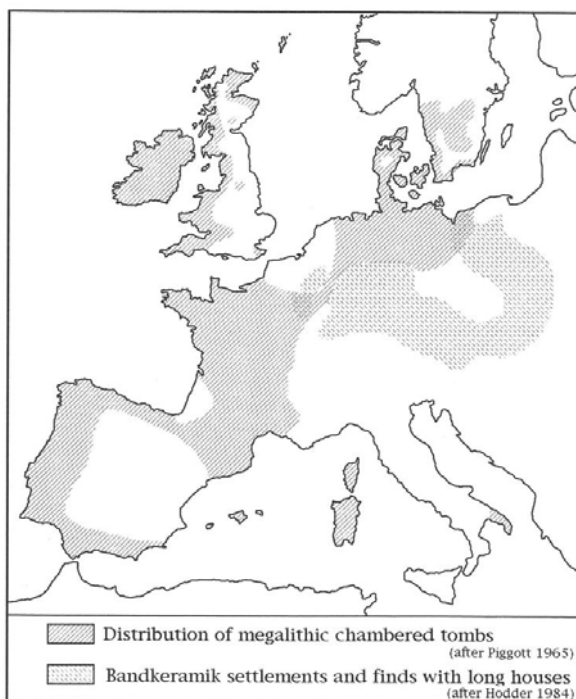 Distribution of megalithic chambered tombs
(after Piggott 1965)
Bandkeramik settlements and finds with long houses
(after Hodder 1984)